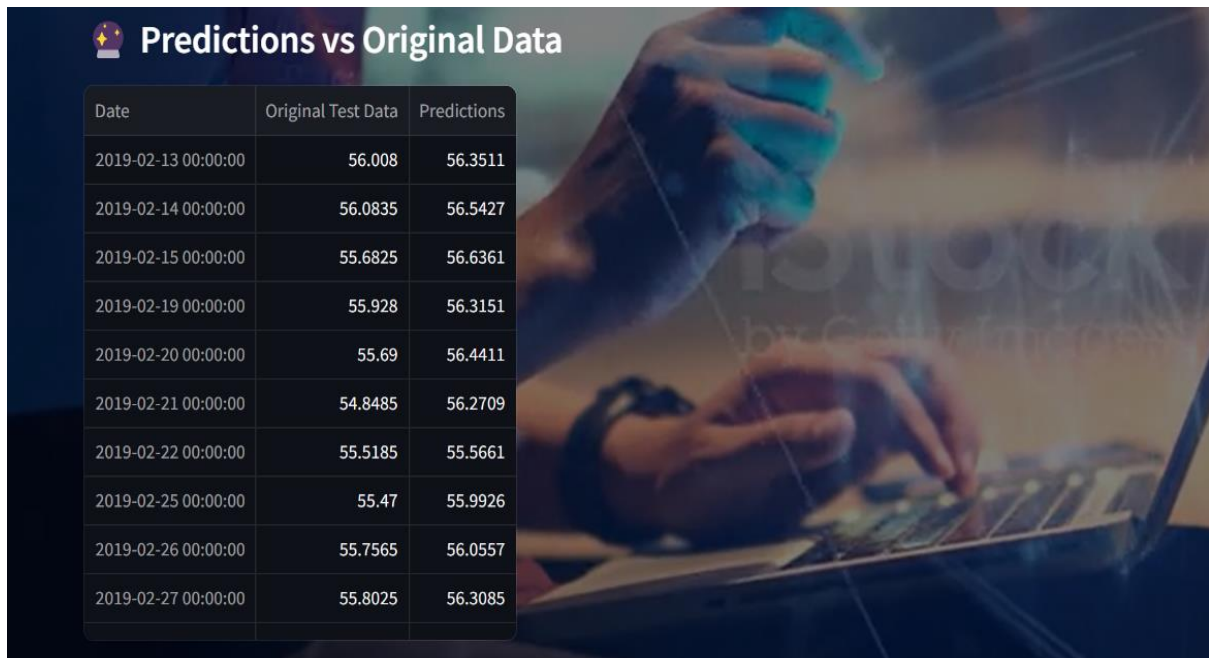 Predictions vs Original Data
Date Original Test Data Predictions
2019-02-13 00:00:00 56.008 56.3511
2019-02-14 00:00:00 56.0835 56.5427
2019-02-15 00:00:00 55.6825 56.6361
2019-02-19 00:00:00 55.928 56.3151
2019-02-20 00:00:00 55.69 56.4411
2019-02-21 00:00:00 54.8485 56.2709
2019-02-22 00:00:00 55.5185 55.5661
2019-02-25 00:00:00 55.47 55.9926
2019-02-26 00:00:00 55.7565 56.0557
2019-02-27 00:00:00 55.8025 56.3085
iStock
by Getty Images